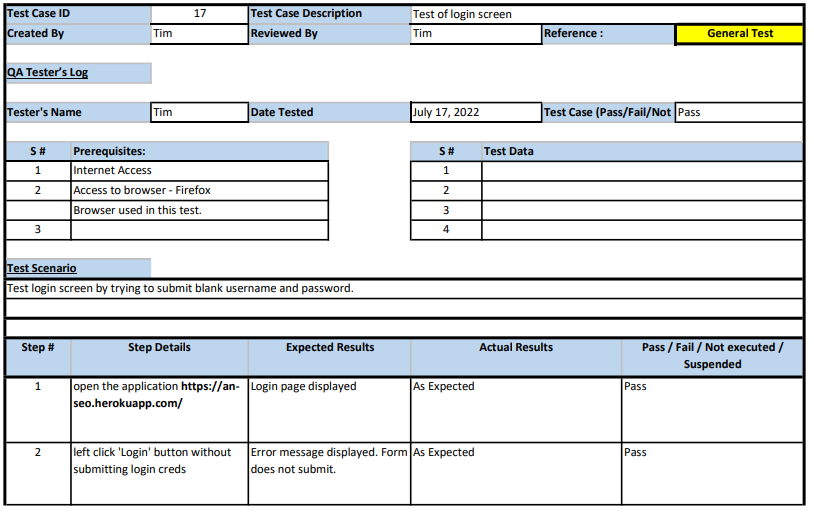 Test Case ID 17 Test Case Description Test of login screen
Created By Tim Reviewed By Tim Reference : General Test
QA Tester's Log
Tester's Name Tim Date Tested July 17, 2022 Test Case (Pass/Fail/Not Pass
S # Prerequisites: S # Test Data
1 Internet Access 1
2 Access to browser - Firefox 2
Browser used in this test. 3
3 4
Test Scenario
Test login screen by trying to submit blank username and password.
Step # Step Details Expected Results Actual Results Pass / Fail / Not executed /
Suspended
1 open the application https://an- Login page displayed As Expected Pass
seo.herokuapp.com/
2 left click 'Login' button without Error message displayed. Form As Expected Pass
submitting login creds does not submit.